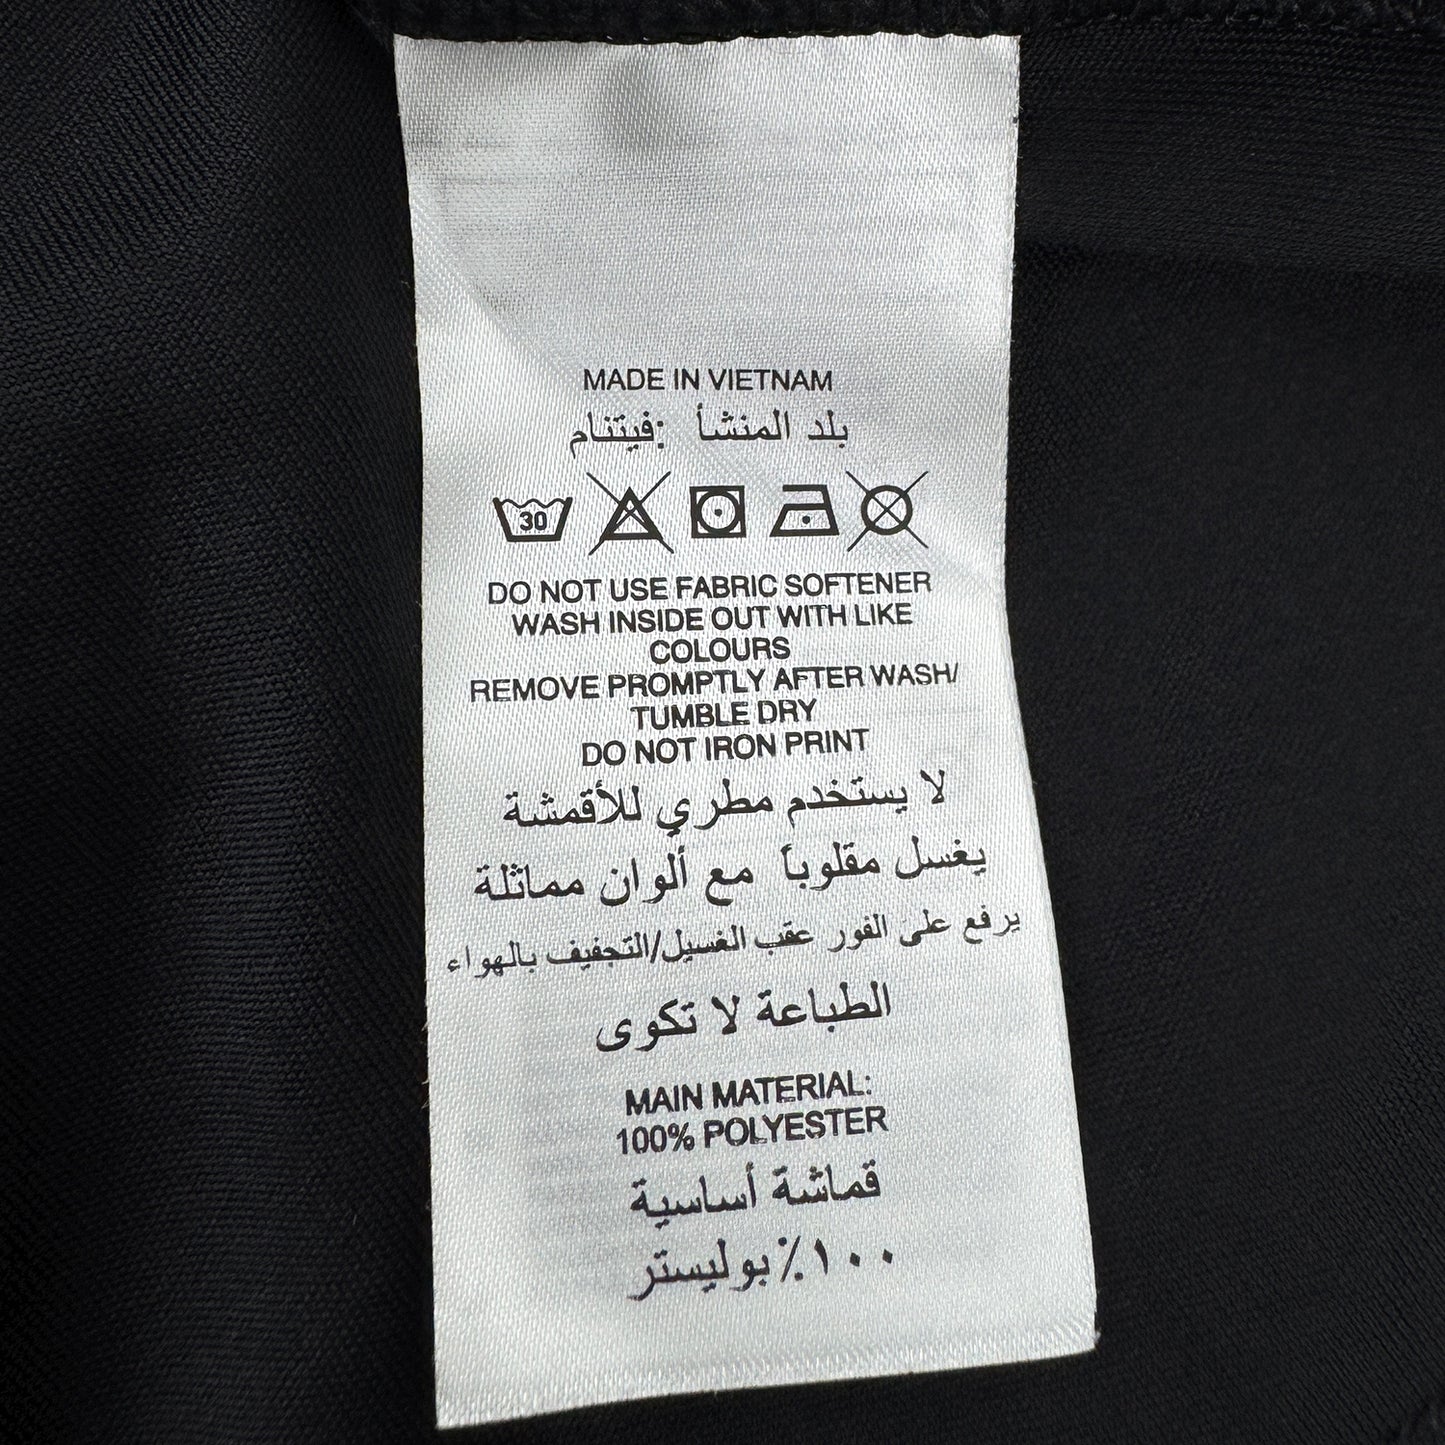 MADE IN VIETNAM
بلد المنشأ :فيتنام
30
DO NOT USE FABRIC SOFTENER
WASH INSIDE OUT WITH LIKE
COLOURS
REMOVE PROMPTLY AFTER WASH/
TUMBLE DRY
DO NOT IRON PRINT
لا يستخدم مطري للأقمشة
يغسل مقلوباً مع ألوان مماثلة
يرفع على الفور عقب الغسيل/التجفيف بالهواء
الطباعة لا تكوى
MAIN MATERIAL:
100% POLYESTER
قماشة أساسية
١٠٠٪ بوليستر